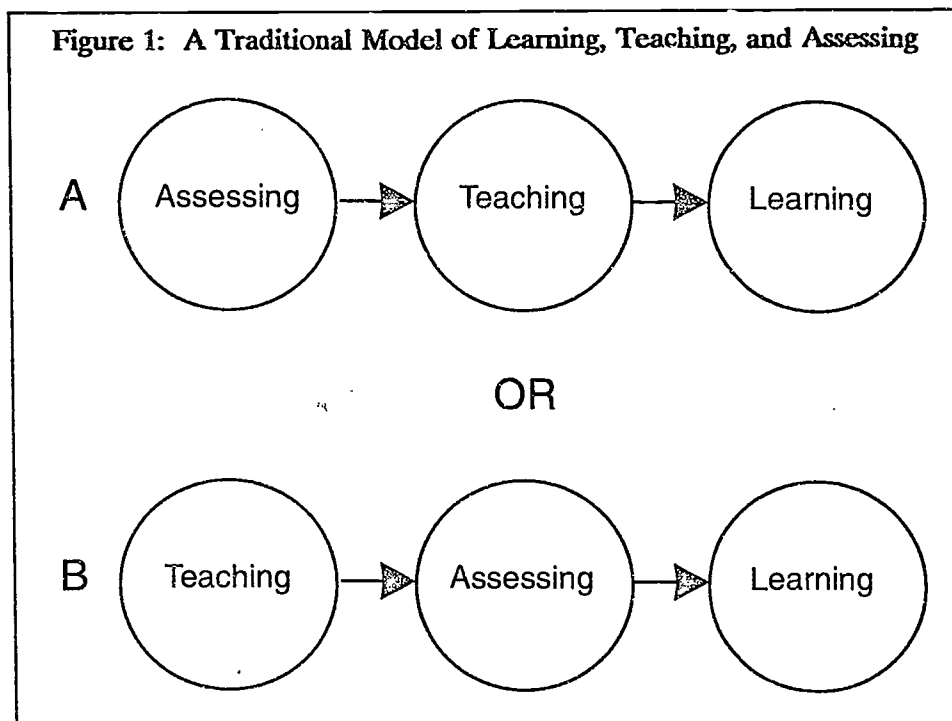 Figure 1: A Traditional Model of Learning, Teaching, and Assessing
A Assessing Teaching Learning
OR
B Teaching Assessing Learning